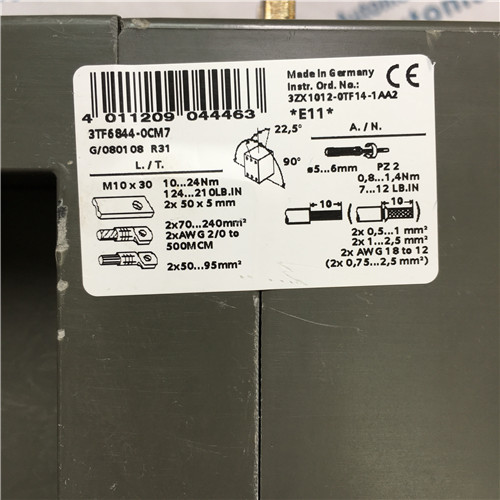 4 011209 044463
3TF6844-0CM7
G/080108 R31
L./T.
M10 x 30 10...24Nm
124...210LB.IN
2x 50 x 5 mm
2x70...240mm²
2xAWG 2/0 to
500MCM
2x50...95mm²
22,5°
90°
Made in Germany
Instr. Ord. No.:
3ZX1012-0TF14-1AA2
*E11*
CE
A./N.
⌀5...6mm PZ 2
0,8...1,4Nm
7...12 LB.IN
10 10
2x 0,5...1 mm²
2x 1...2,5 mm²
2x AWG 18 to 12
(2x 0,75...2,5 mm²)